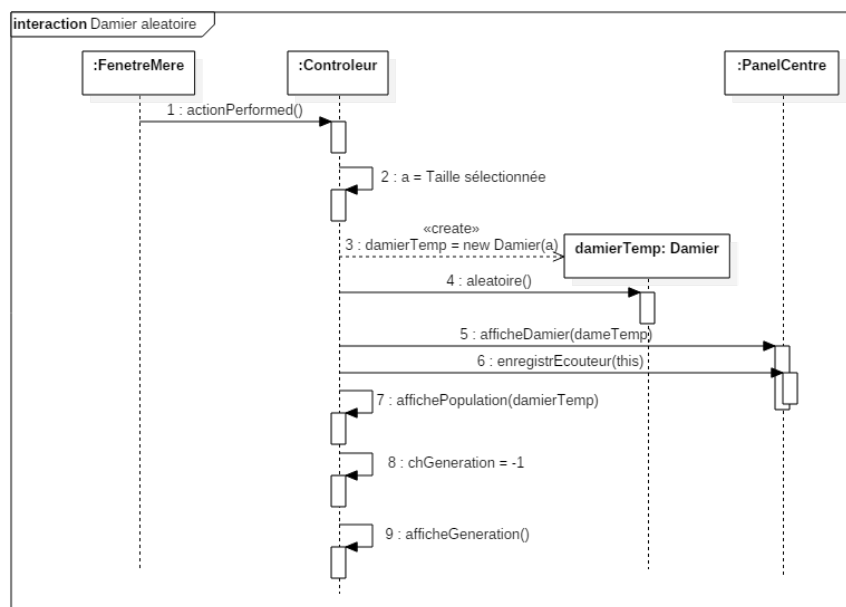 interaction Damier aleatoire
:FenetreMere
:Controleur
:PanelCentre
1 : actionPerformed()
2 : a = Taille sélectionnée
«create»
3 : damierTemp = new Damier(a)
damierTemp: Damier
4 : aleatoire()
5 : afficheDamier(dameTemp)
6 : enregistrEcouteur(this)
7 : affichePopulation(damierTemp)
8 : chGeneration = -1
9 : afficheGeneration()